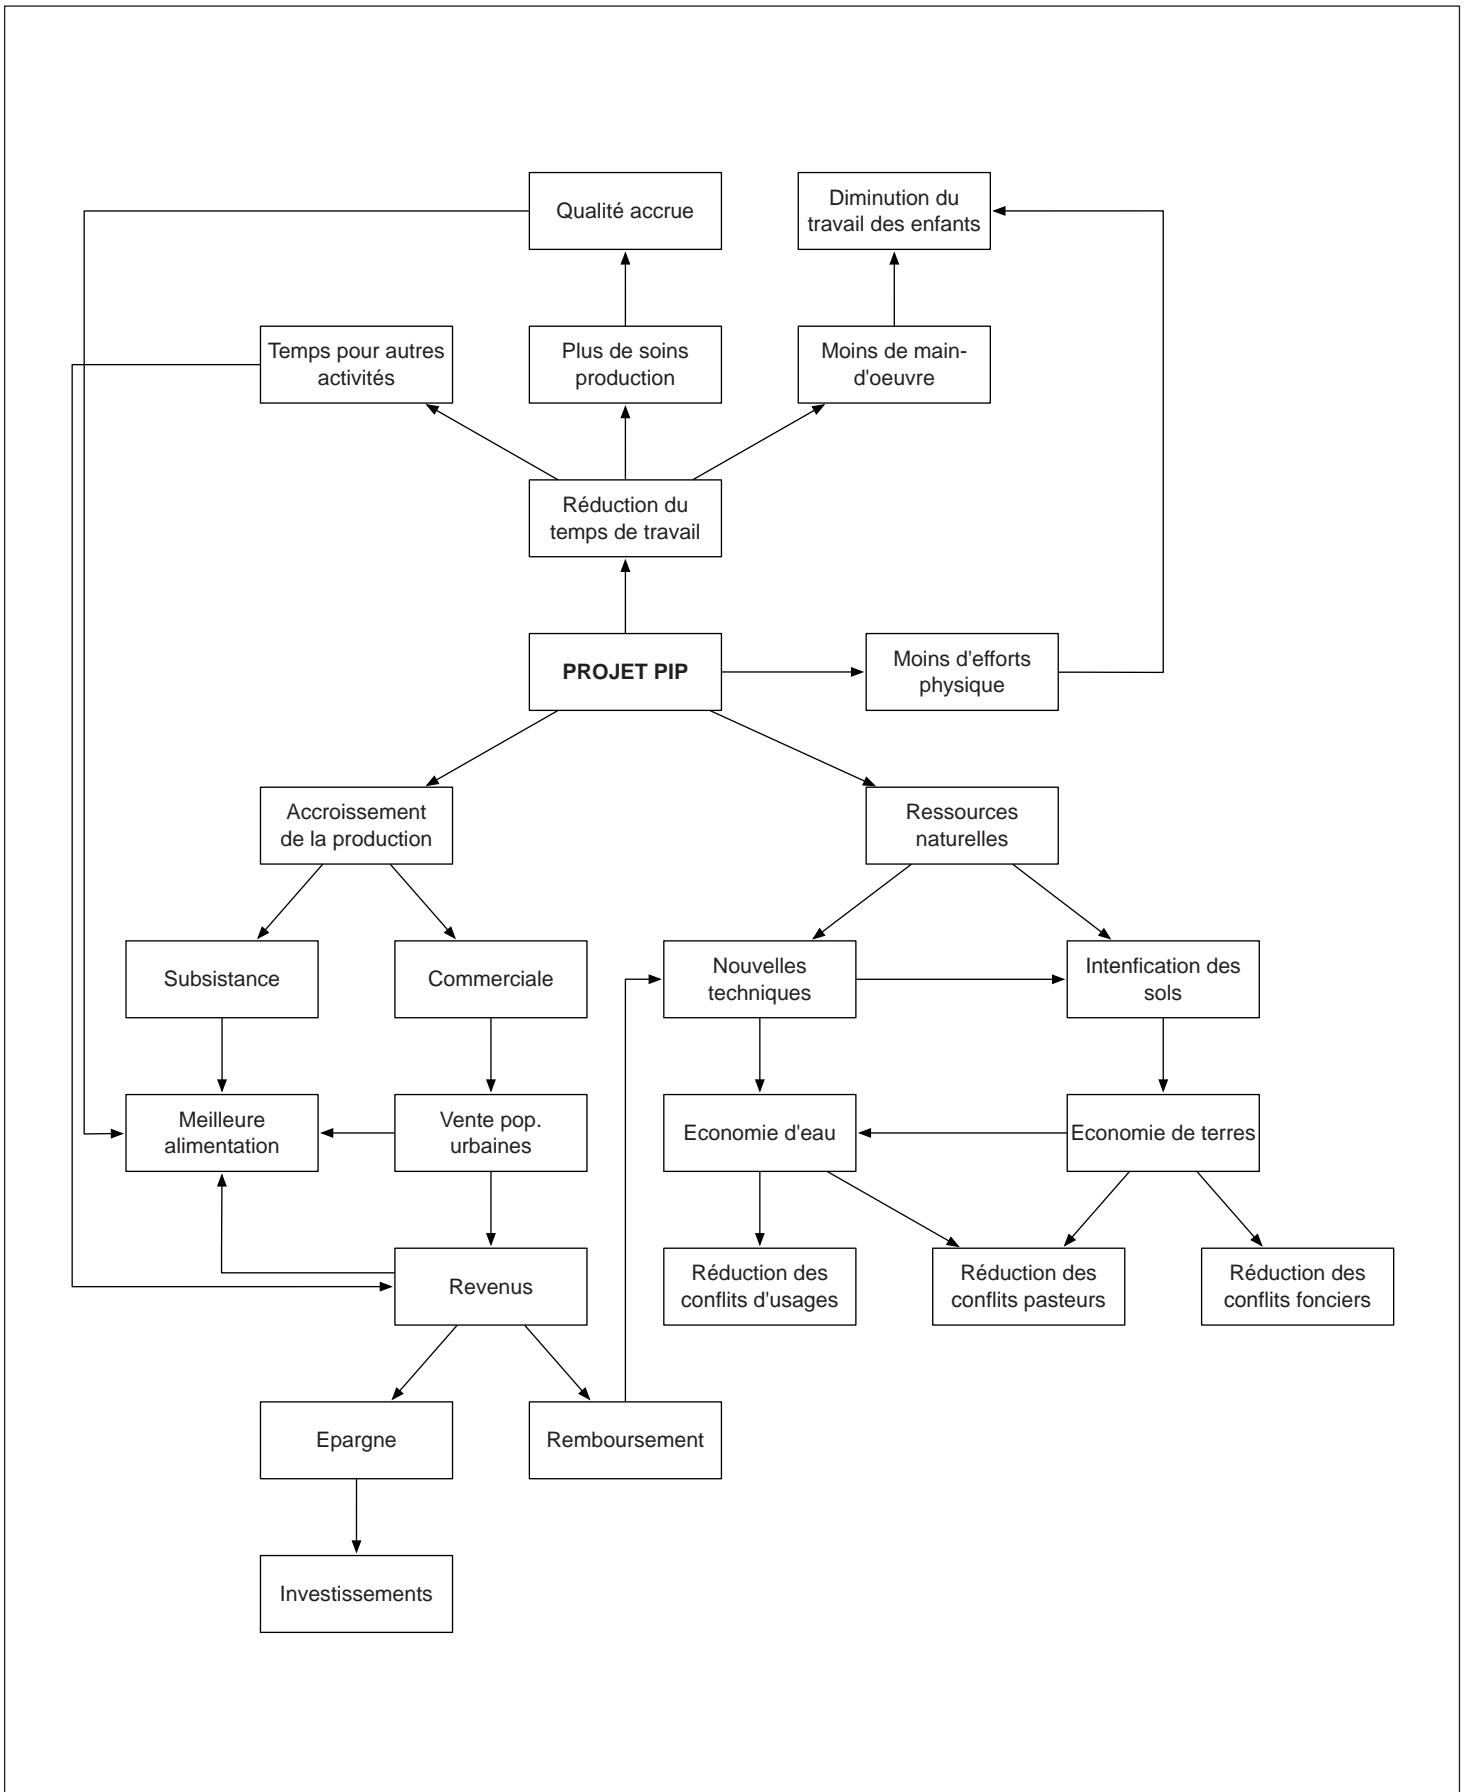 Qualité accrue
Diminution du
travail des enfants
Temps pour autres
activités
Plus de soins
production
Moins de main-
d'oeuvre
Réduction du
temps de travail
PROJET PIP
Moins d'efforts
physique
Accroissement
de la production
Ressources
naturelles
Subsistance
Commerciale
Nouvelles
techniques
Intenfication des
sols
Meilleure
alimentation
Vente pop.
urbaines
Economie d'eau
Economie de terres
Revenus
Réduction des
conflits d'usages
Réduction des
conflits pasteurs
Réduction des
conflits fonciers
Epargne
Remboursement
Investissements